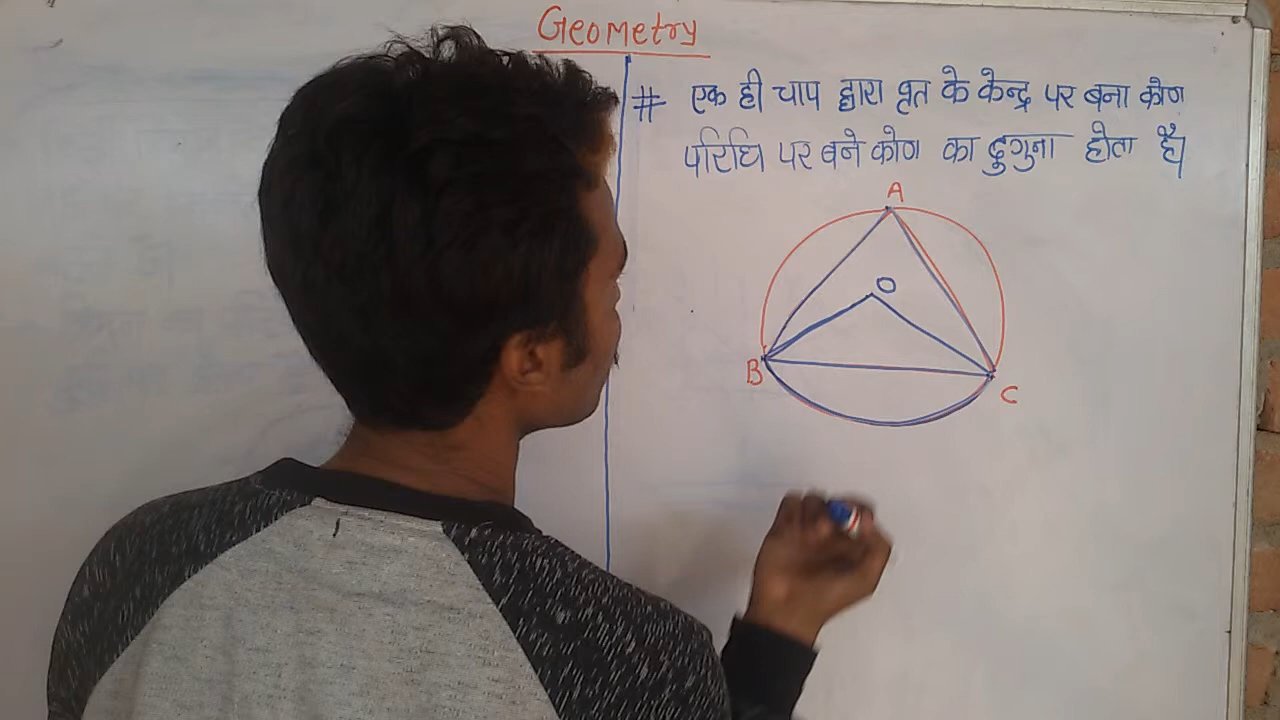 Geometry
# एक ही चाप द्वारा वृत के केन्द्र पर बना कोण
परिधि पर बने कोण का दुगुना होता है।
A
O
B
C